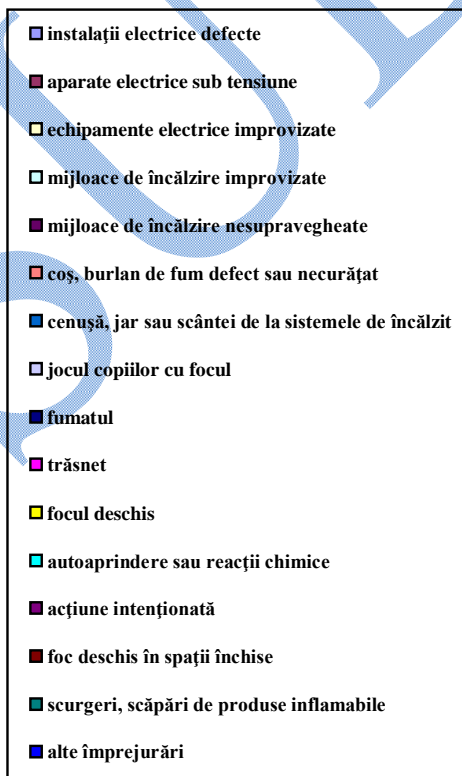 instalaţii electrice defecte
aparate electrice sub tensiune
echipamente electrice improvizate
mijloace de încălzire improvizate
mijloace de încălzire nesupravegheate
coş, burlan de fum defect sau necurăţat
cenuşă, jar sau scântei de la sistemele de încălzit
jocul copiilor cu focul
fumatul
trăsnet
focul deschis
autoaprindere sau reacţii chimice
acţiune intenţionată
foc deschis în spaţii închise
scurgeri, scăpări de produse inflamabile
alte împrejurări